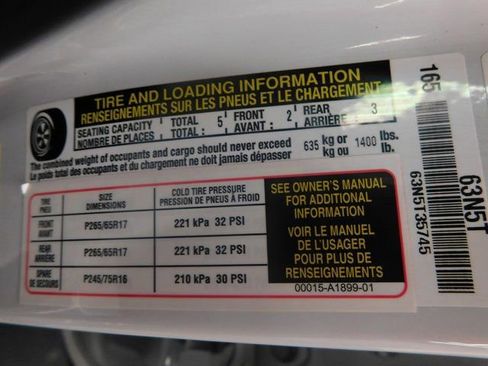 TIRE AND LOADING INFORMATION
RENSEIGNEMENTS SUR LES PNEUS ET LE CHARGEMENT
SEATING CAPACITY TOTAL: 5 FRONT : 2 REAR : 3
NOMBRE DE PLACES TOTAL: AVANT : ARRIÈRE :
The combined weight of occupants and cargo should never exceed 635 kg or 1400 lbs.
Le poids total des occupants et du chargement ne doit jamais dépasser kg ou lb.
TIRE SIZE COLD TIRE PRESSURE
PNEU DIMENSIONS PRESSION DE PNEU À FROID
FRONT AVANT P265/65R17 221 kPa 32 PSI
REAR ARRIÈRE P265/65R17 221 kPa 32 PSI
SPARE DE SECOURS P245/75R16 210 kPa 30 PSI
SEE OWNER'S MANUAL
FOR ADDITIONAL
INFORMATION
VOIR LE MANUEL
DE L'USAGER
POUR PLUS DE
RENSEIGNEMENTS
00015-A1899-01
165
63N5T35745
63N5T